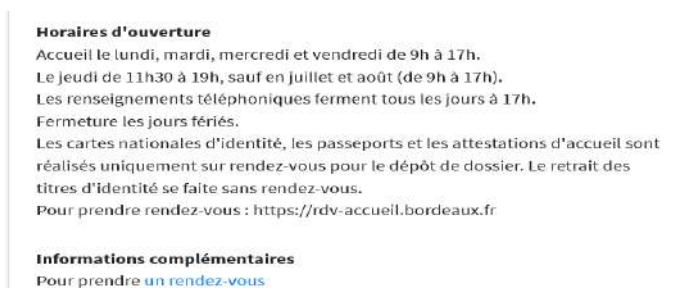 Horaires d'ouverture
Accueil le lundi, mardi, mercredi et vendredi de 9h à 17h.
Le jeudi de 11h30 à 19h, sauf en juillet et août (de 9h à 17h).
Les renseignements téléphoniques ferment tous les jours à 17h.
Fermeture les jours fériés.
Les cartes nationales d'identité, les passeports et les attestations d'accueil sont
réalisés uniquement sur rendez-vous pour le dépôt de dossier. Le retrait des
titres d'identité se faite sans rendez-vous.
Pour prendre rendez-vous : https://rdv-accueil.bordeaux.fr
Informations complémentaires
Pour prendre un rendez-vous